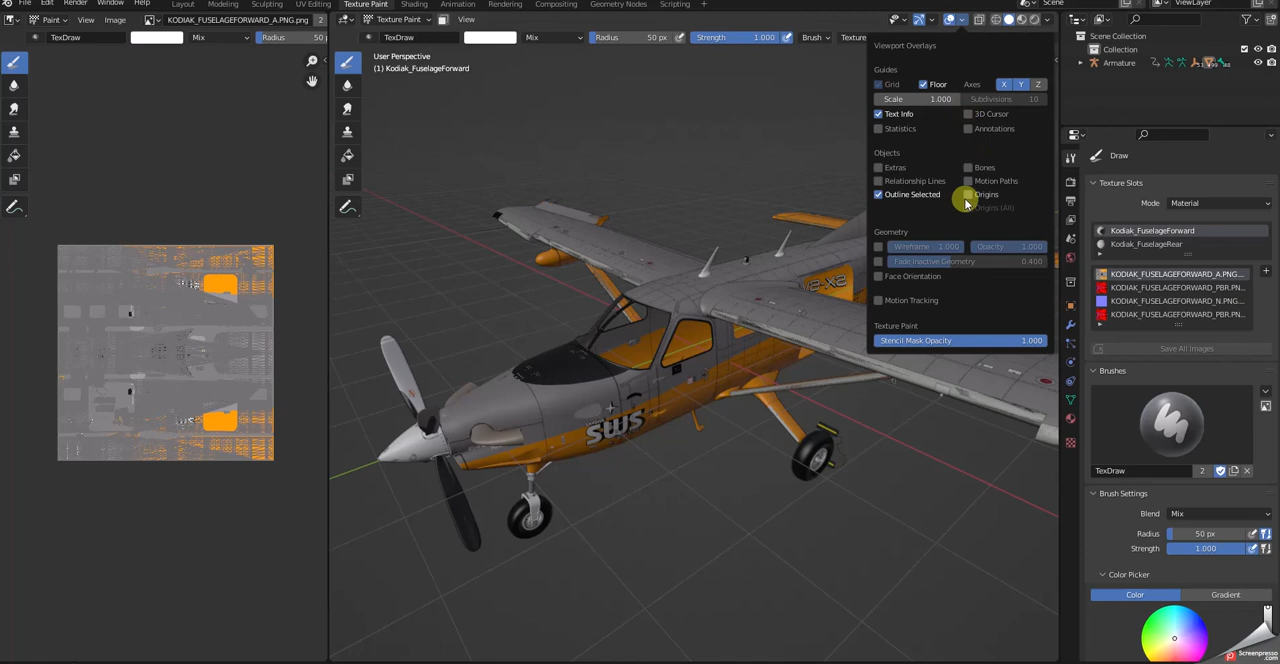 File Edit Render Window Help Layout Modeling Sculpting UV Editing Texture Paint Shading Animation Rendering Compositing Geometry Nodes Scripting + Scene ViewLayer
Paint View Image KODIAK_FUSELAGEFORWARD_A.PNG.png 2 Texture Paint View
TexDraw Mix Radius 50 p TexDraw Mix Radius 50 px Strength 1.000 Brush Texture
User Perspective
(1) Kodiak_FuselageForward
Viewport Overlays
Guides
Grid Floor Axes X Y Z
Scale 1.000 Subdivisions 10
Text Info 3D Cursor
Statistics Annotations
Objects
Extras Bones
Relationship Lines Motion Paths
Outline Selected Origins
Origins (All)
Geometry
Wireframe 1.000 Opacity 1.000
Fade Inactive Geometry 0.400
Face Orientation
Motion Tracking
Texture Paint
Stencil Mask Opacity 1.000
SWS
Scene Collection
Collection
Armature
Draw
Texture Slots
Mode Material
Kodiak_FuselageForward
Kodiak_FuselageRear
KODIAK_FUSELAGEFORWARD_A.PNG....
KODIAK_FUSELAGEFORWARD_PBR.PN...
KODIAK_FUSELAGEFORWARD_N.PNG....
KODIAK_FUSELAGEFORWARD_PBR.PN...
Save All Images
Brushes
TexDraw 2
Brush Settings
Blend Mix
Radius 50 px
Strength 1.000
Color Picker
Color Gradient
Screenpresso
.com